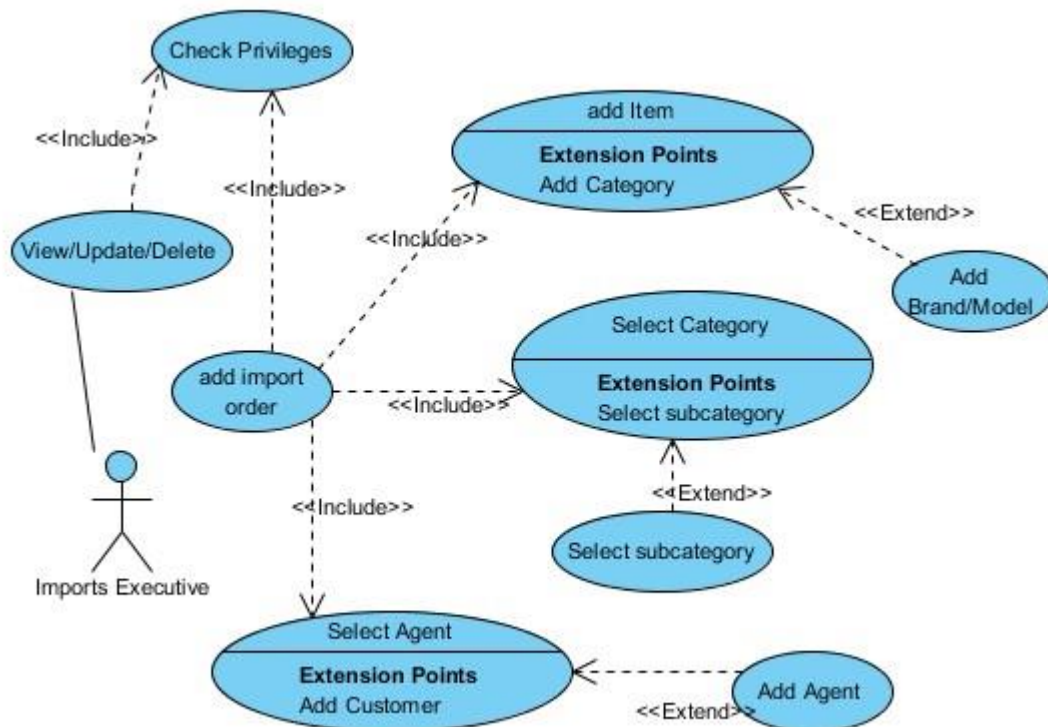 Check Privileges
<<Include>>
<<Include>>
add Item
Extension Points
Add Category
<<Include>>
<<Extend>>
View/Update/Delete
Add
Brand/Model
Select Category
Extension Points
Select subcategory
add import
order
<<Include>>
<<Extend>>
<<Include>>
Select subcategory
Imports Executive
Select Agent
Extension Points
Add Customer
Add Agent
<<Extend>>